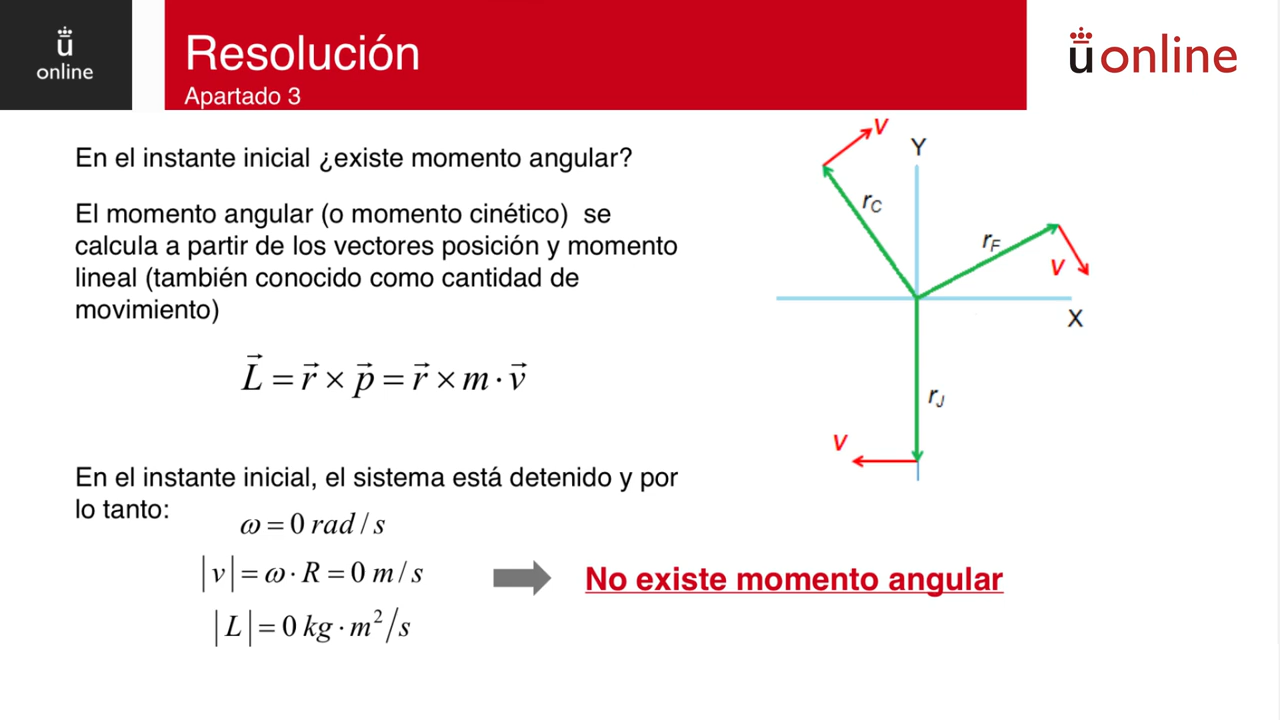 ü
online
Resolución
Apartado 3
üonline
En el instante inicial ¿existe momento angular?
El momento angular (o momento cinético) se
calcula a partir de los vectores posición y momento
lineal (también conocido como cantidad de
movimiento)
L⃗ = r⃗ × p⃗ = r⃗ × m · v⃗
En el instante inicial, el sistema está detenido y por
lo tanto:
ω = 0 rad / s
|v| = ω · R = 0 m / s
|L| = 0 kg · m²/s
No existe momento angular
v
Y
r_C
r_F
v
X
r_J
v